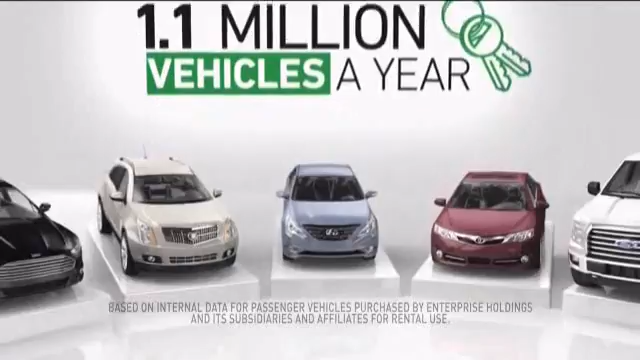 1.1 MILLION
VEHICLES A YEAR
BASED ON INTERNAL DATA FOR PASSENGER VEHICLES PURCHASED BY ENTERPRISE HOLDINGS
AND ITS SUBSIDIARIES AND AFFILIATES FOR RENTAL USE.